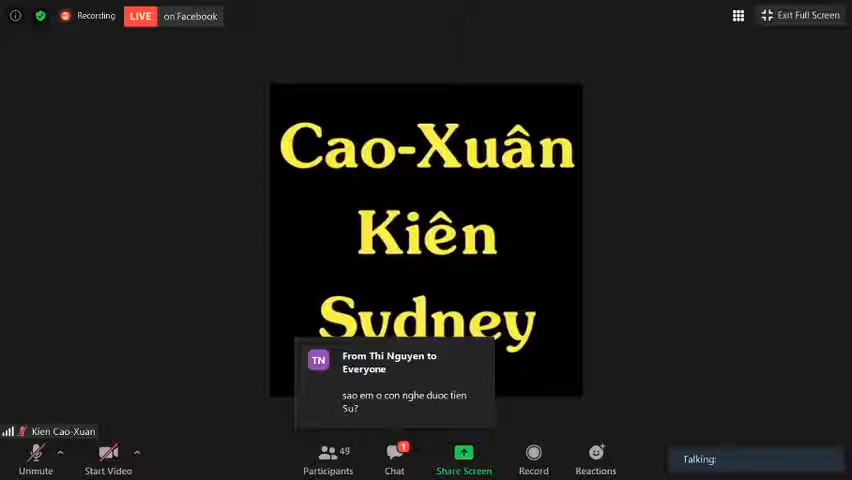 Recording
LIVE on Facebook
Exit Full Screen
Cao-Xuân
Kiên
Sydney
TN
From Thi Nguyen to
Everyone
sao em o con nghe duoc tien
Su?
Kien Cao-Xuan
Unmute
Start Video
49
Participants
1
Chat
Share Screen
Record
Reactions
Talking: